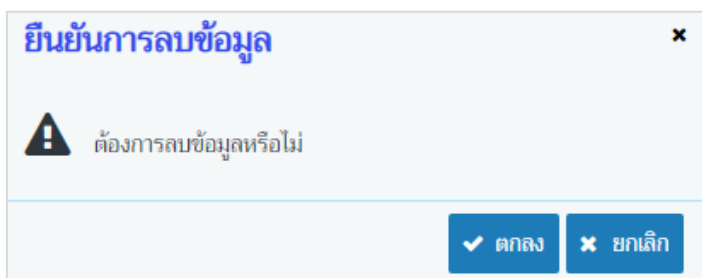 ยืนยันการลบข้อมูล
ต้องการลบข้อมูลหรือไม่
ตกลง ยกเลิก